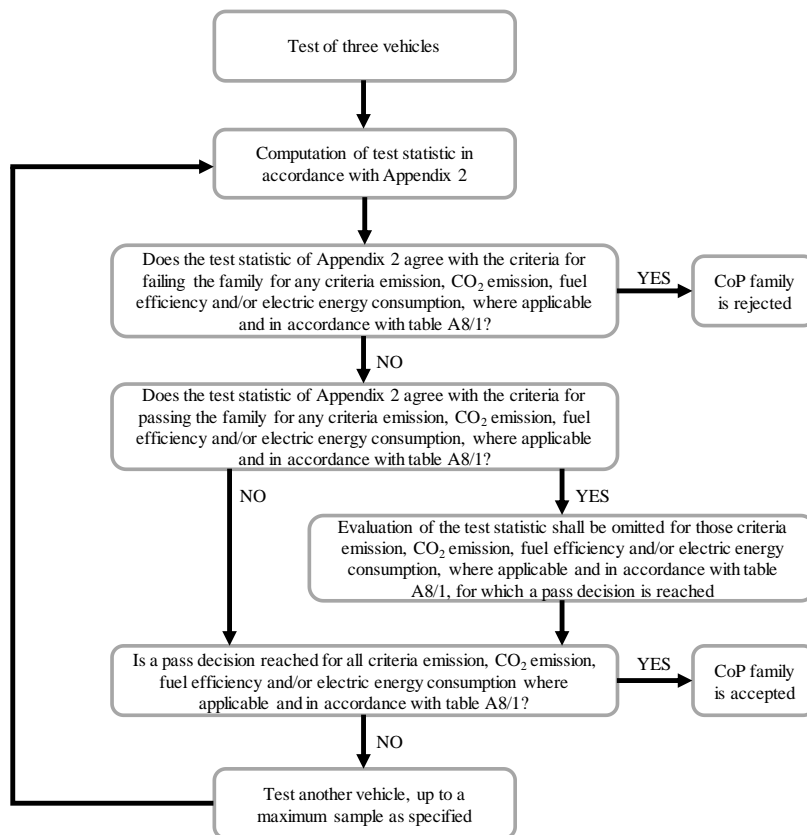 Test of three vehicles
Computation of test statistic in
accordance with Appendix 2
Does the test statistic of Appendix 2 agree with the criteria for
failing the family for any criteria emission, CO₂ emission, fuel
efficiency and/or electric energy consumption, where applicable
and in accordance with table A8/1?
YES
CoP family
is rejected
NO
Does the test statistic of Appendix 2 agree with the criteria for
passing the family for any criteria emission, CO₂ emission, fuel
efficiency and/or electric energy consumption, where applicable
and in accordance with table A8/1?
NO
YES
Evaluation of the test statistic shall be omitted for those criteria
emission, CO₂ emission, fuel efficiency and/or electric energy
consumption, where applicable and in accordance with table
A8/1, for which a pass decision is reached
Is a pass decision reached for all criteria emission, CO₂ emission,
fuel efficiency and/or electric energy consumption where
applicable and in accordance with table A8/1?
YES
CoP family
is accepted
NO
Test another vehicle, up to a
maximum sample as specified